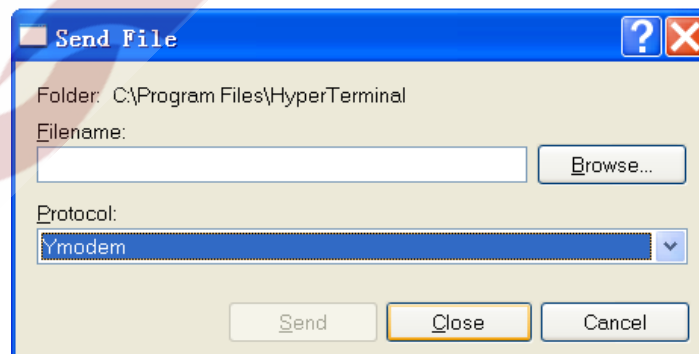 Send File
Folder: C:\Program Files\HyperTerminal
Filename:
Browse...
Protocol:
Ymodem
Send Close Cancel